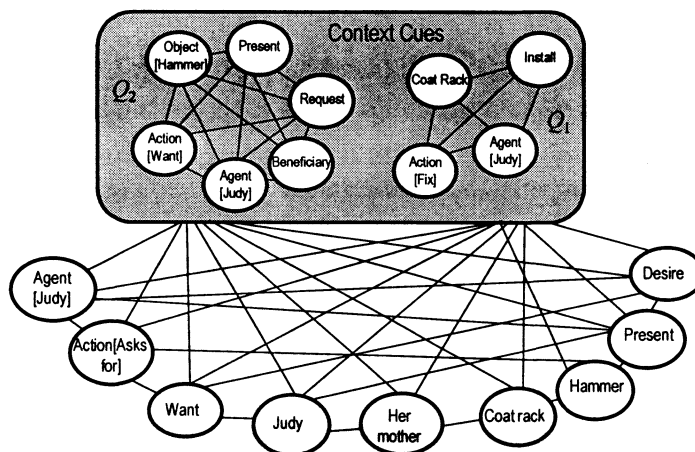 Context Cues
Object
[Hammer]
Present
Request
Q2
Action
[Want]
Agent
[Judy]
Beneficiary
Coat Rack
Install
Q1
Action
[Fix]
Agent
[Judy]
Agent
[Judy]
Action[Asks
for]
Want
Judy
Her
mother
Coat rack
Hammer
Present
Desire